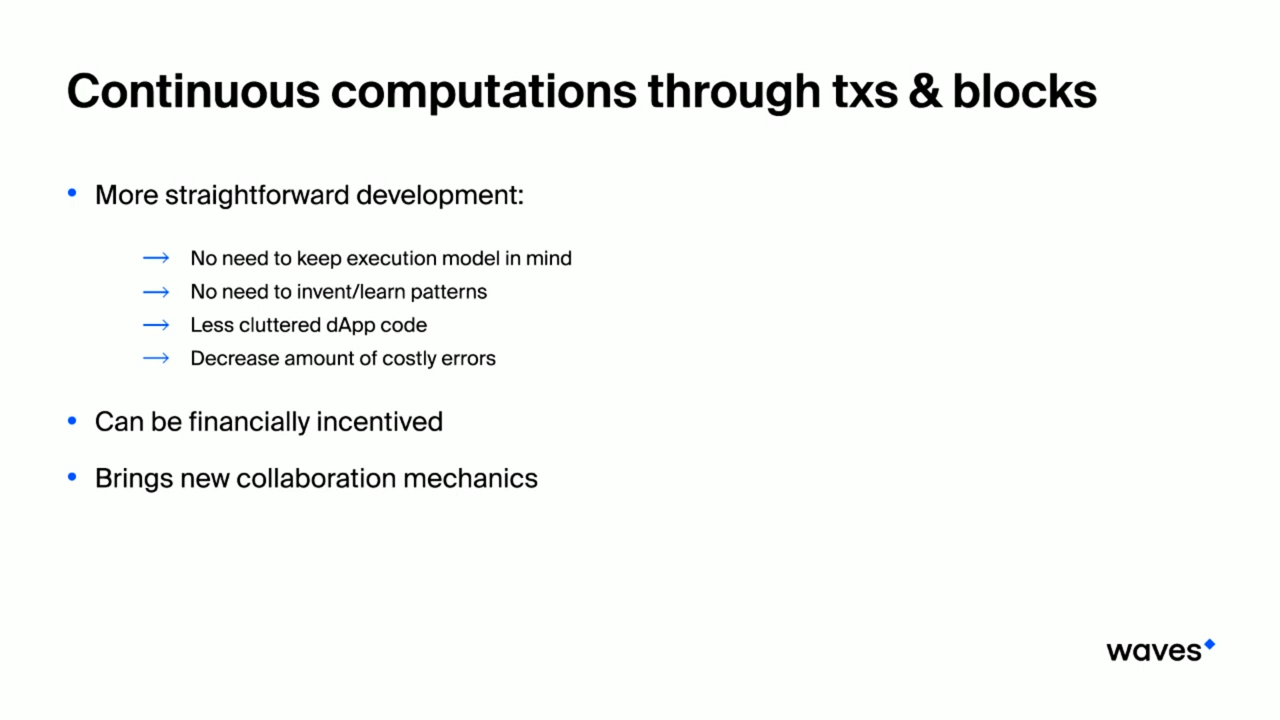 Continuous computations through txs & blocks
• More straightforward development:
→ No need to keep execution model in mind
→ No need to invent/learn patterns
→ Less cluttered dApp code
→ Decrease amount of costly errors
• Can be financially incentived
• Brings new collaboration mechanics
waves